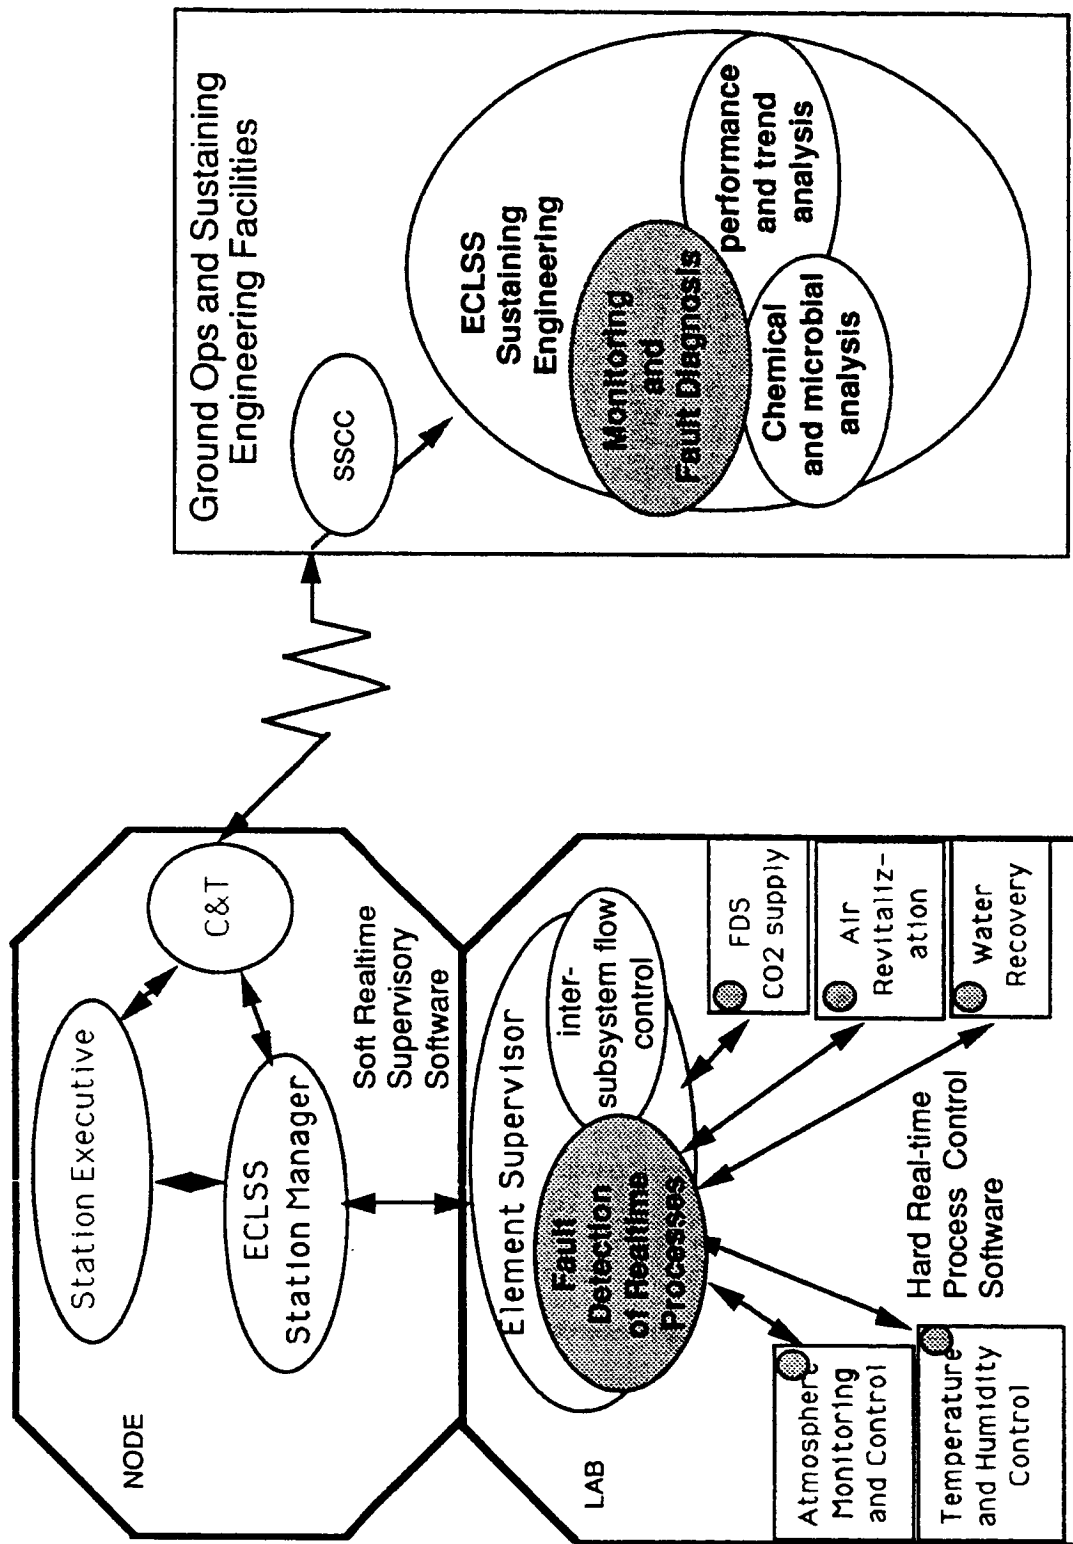 NODE
Station Executive
ECLSS
Station Manager
C&T
Soft Realtime
Supervisory
Software
LAB
Element Supervisor
Fault
Detection
of Realtime
Processes
inter-
subsystem flow
control
Atmosphere
Monitoring
and Control
Temperature
and Humidity
Control
Hard Real-time
Process Control
Software
FDS
CO2 supply
Air
Revitaliz-
ation
Water
Recovery
Ground Ops and Sustaining
Engineering Facilities
SSCC
ECLSS
Sustaining
Engineering
Monitoring
and
Fault Diagnosis
performance
and trend
analysis
Chemical
and microbial
analysis